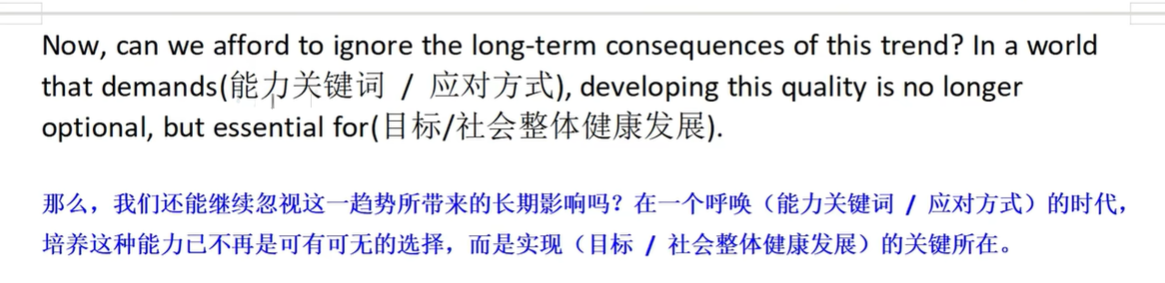 Now, can we afford to ignore the long-term consequences of this trend? In a world
that demands(能力关键词 / 应对方式), developing this quality is no longer
optional, but essential for(目标/社会整体健康发展).
那么，我们还能继续忽视这一趋势所带来的长期影响吗？在一个呼唤（能力关键词 / 应对方式）的时代，
培养这种能力已不再是可有可无的选择，而是实现（目标 / 社会整体健康发展）的关键所在。